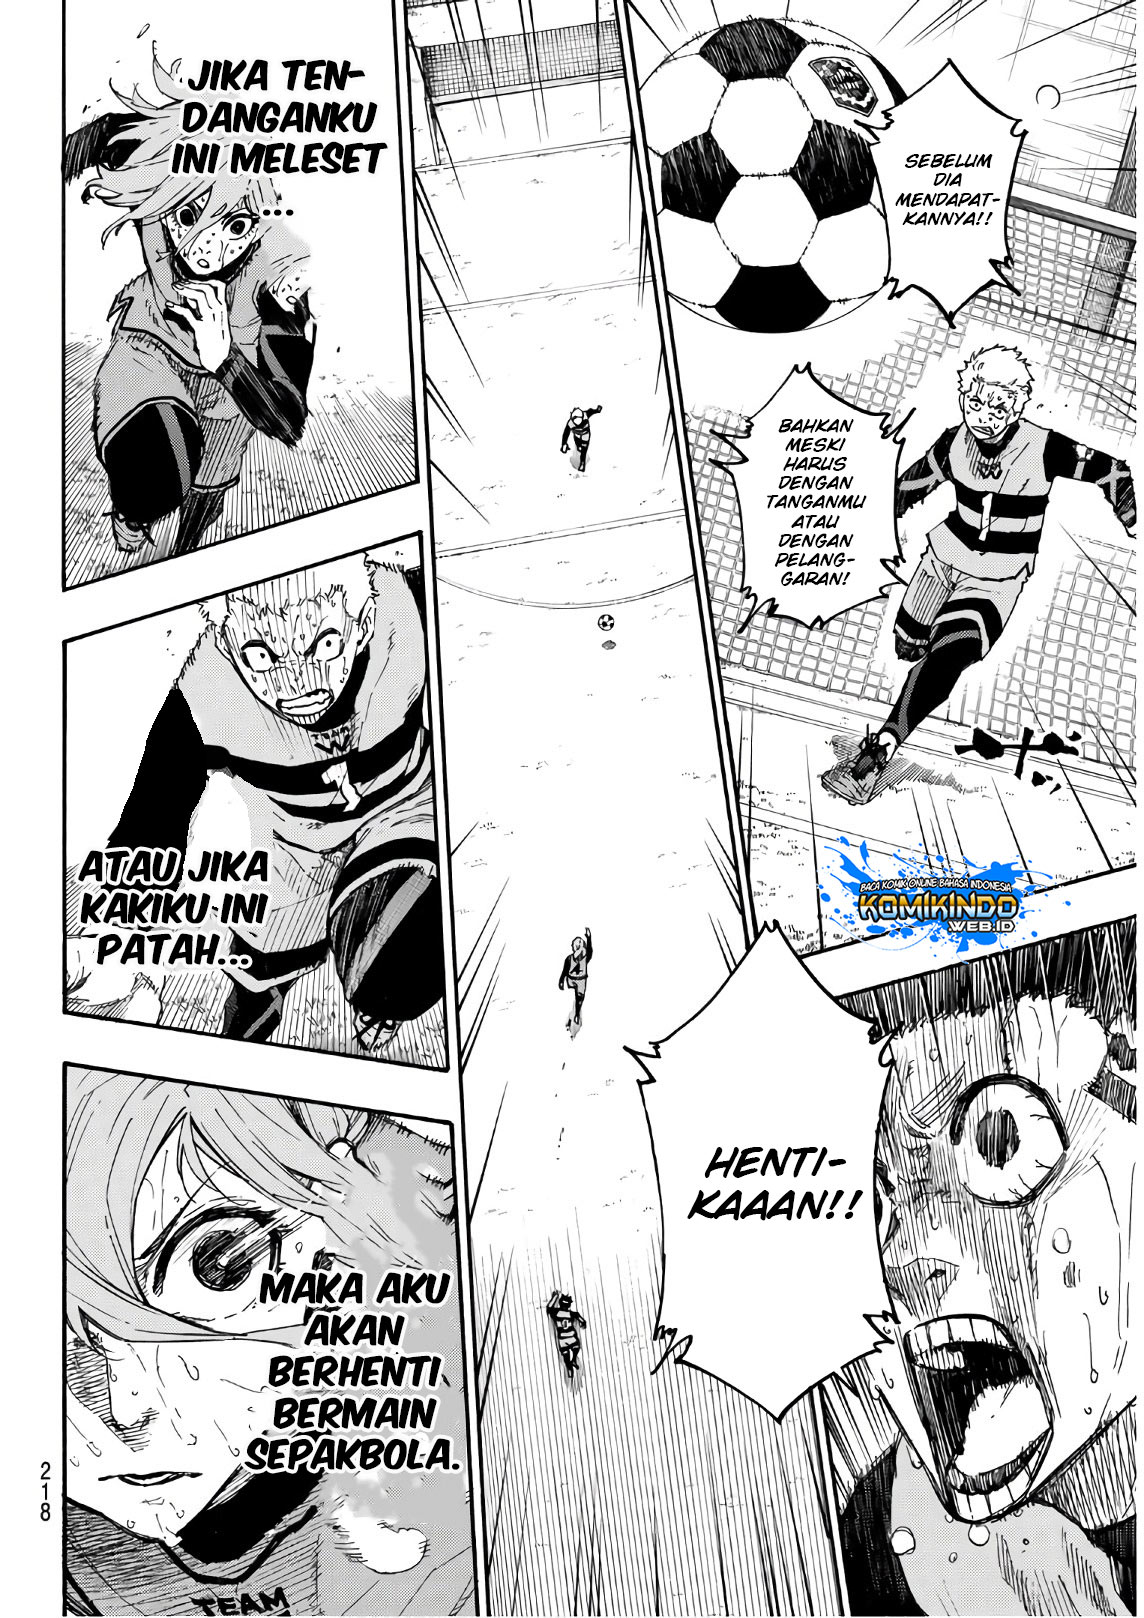 SEBELUM
DIA
MENDAPAT-
KANNYA!!
BAHKAN
MESKI
HARUS
DENGAN
TANGANMU
ATAU
DENGAN
PELANG-
GARAN!
BACA KOMIK ONLINE BAHASA INDONESIA
KOMIKINDO
WEB.ID
HENTI-
KAAAN!!
JIKA TEN-
DANGANKU
INI MELESET
...
ATAU JIKA
KAKIKU INI
PATAH...
MAKA AKU
AKAN
BERHENTI
BERMAIN
SEPAKBOLA.
TEAM
218